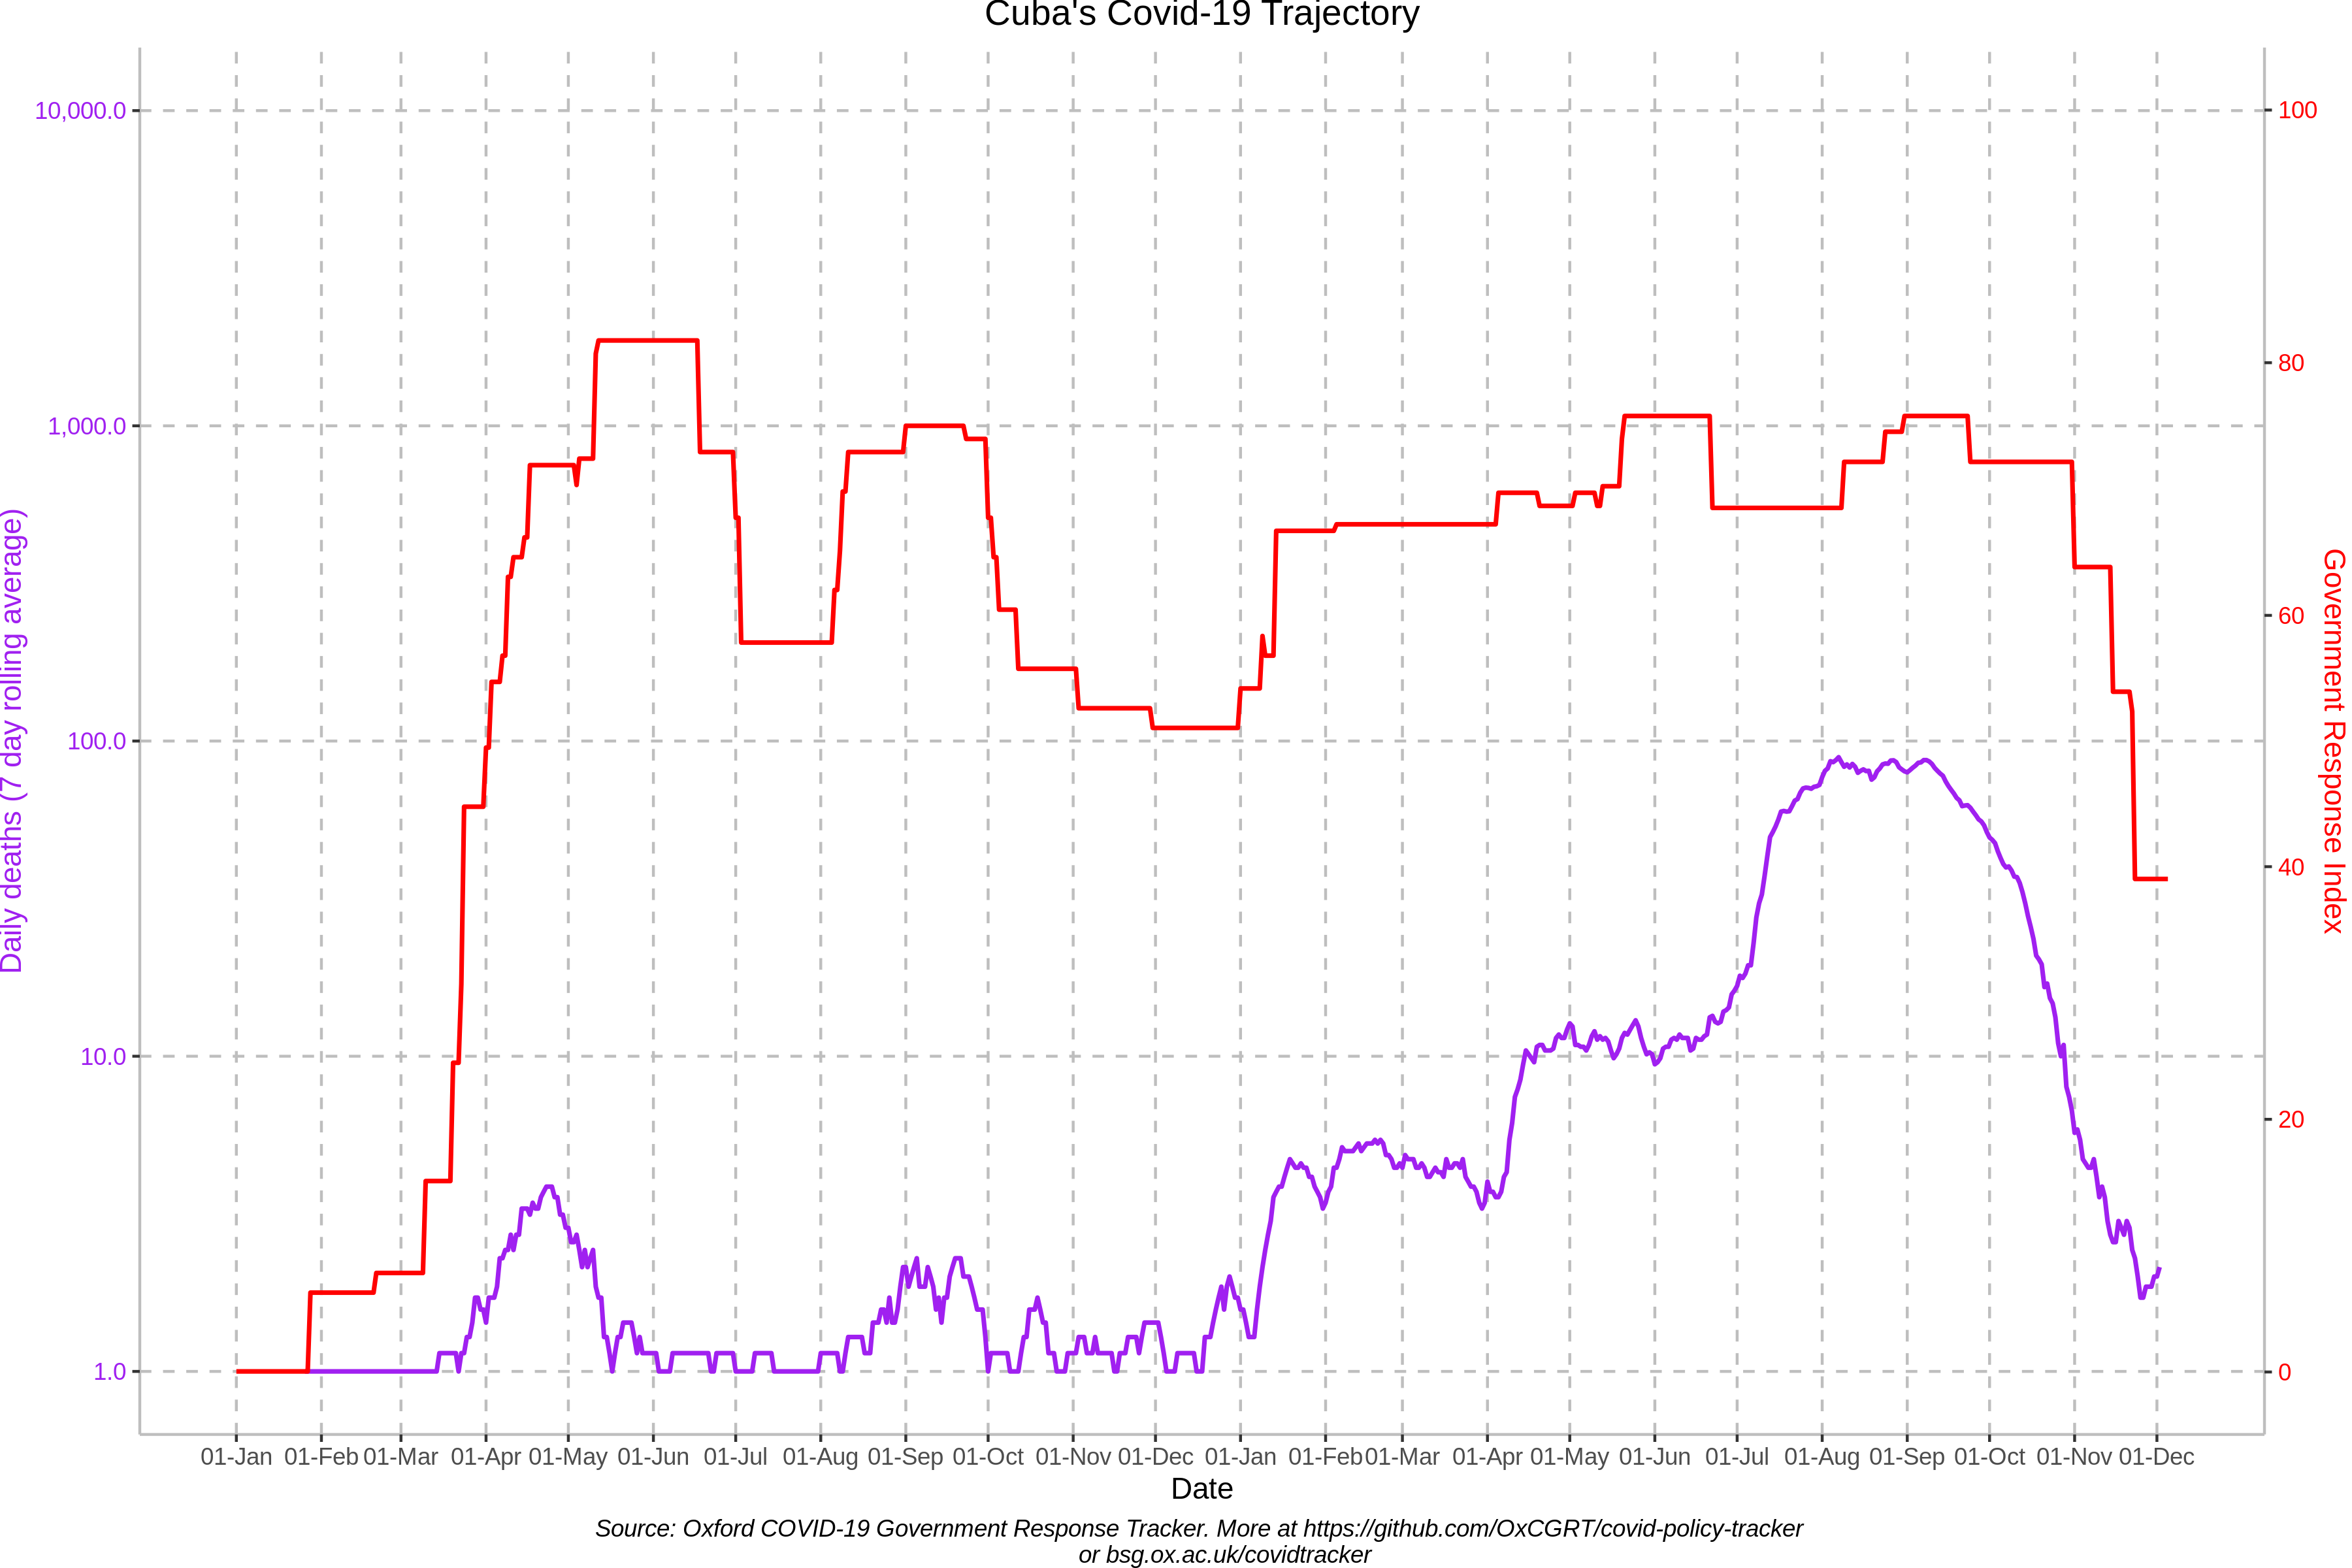 Cuba's Covid-19 Trajectory
10,000.0
1,000.0
100.0
10.0
1.0
Daily deaths (7 day rolling average)
100
80
60
40
20
0
Government Response Index
01-Jan 01-Feb 01-Mar 01-Apr 01-May 01-Jun 01-Jul 01-Aug 01-Sep 01-Oct 01-Nov 01-Dec 01-Jan 01-Feb 01-Mar 01-Apr 01-May 01-Jun 01-Jul 01-Aug 01-Sep 01-Oct 01-Nov 01-Dec
Date
Source: Oxford COVID-19 Government Response Tracker. More at https://github.com/OxCGRT/covid-policy-tracker
or bsg.ox.ac.uk/covidtracker